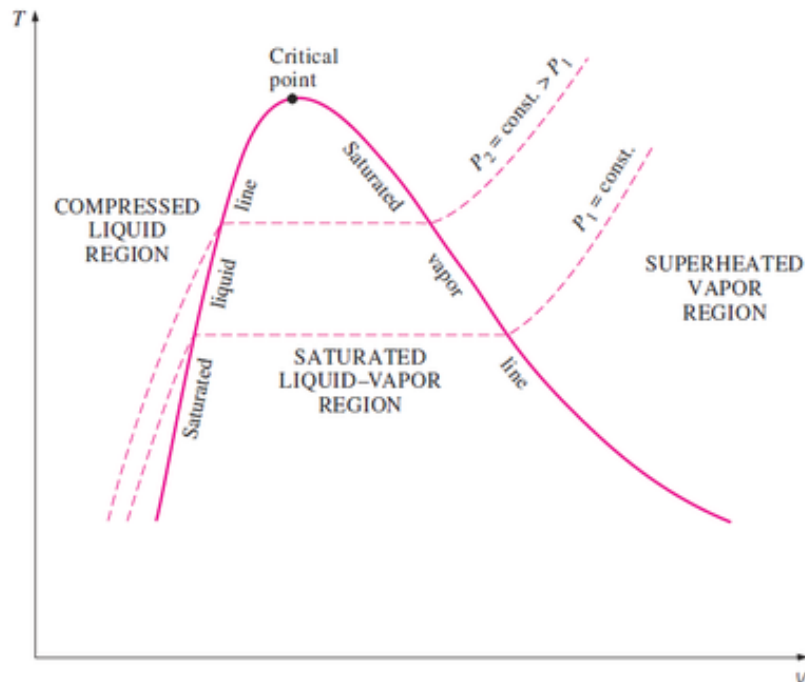 T
Critical
point
P₂ = const. > P₁
P₁ = const.
Saturated
line
COMPRESSED
LIQUID
REGION
vapor
liquid
SUPERHEATED
VAPOR
REGION
SATURATED
LIQUID–VAPOR
REGION
line
Saturated
v